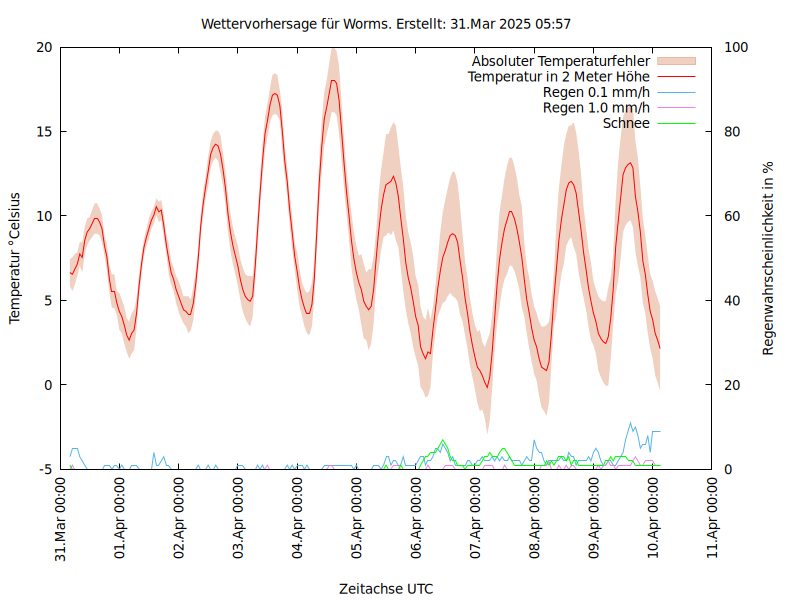 Wettervorhersage für Worms. Erstellt: 31.Mar 2025 05:57
Absoluter Temperaturfehler
Temperatur in 2 Meter Höhe
Regen 0.1 mm/h
Regen 1.0 mm/h
Schnee
Temperatur °Celsius
20
15
10
5
0
-5
100
80
60
40
20
0
Regenwahrscheinlichkeit in %
31.Mar 00:00
01.Apr 00:00
02.Apr 00:00
03.Apr 00:00
04.Apr 00:00
05.Apr 00:00
06.Apr 00:00
07.Apr 00:00
08.Apr 00:00
09.Apr 00:00
10.Apr 00:00
11.Apr 00:00
Zeitachse UTC